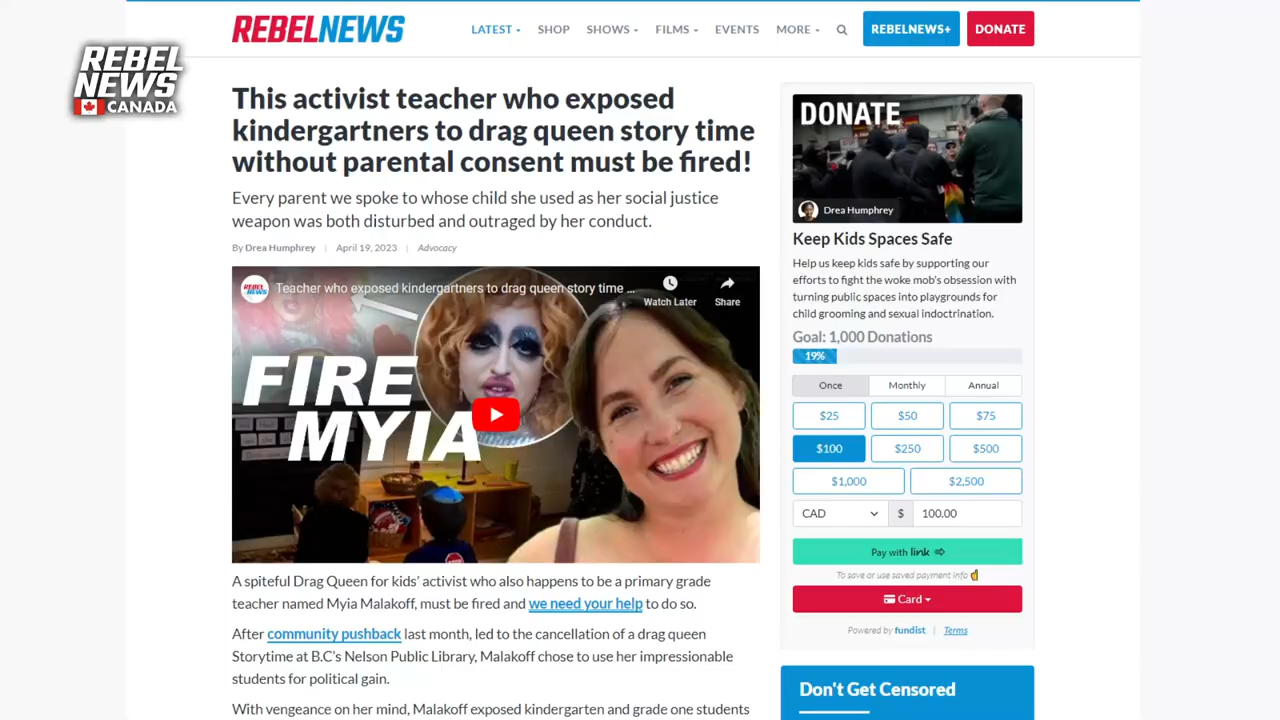 REBELNEWS
LATEST
SHOP
SHOWS
FILMS
EVENTS
MORE
REBELNEWS+
DONATE
REBEL
NEWS
CANADA
This activist teacher who exposed
kindergartners to drag queen story time
without parental consent must be fired!
Every parent we spoke to whose child she used as her social justice
weapon was both disturbed and outraged by her conduct.
By Drea Humphrey | April 19, 2023 | Advocacy
REBEL
NEWS
Teacher who exposed kindergartners to drag queen story time ...
Watch Later
Share
FIRE
MYIA
A spiteful Drag Queen for kids’ activist who also happens to be a primary grade
teacher named Myia Malakoff, must be fired and we need your help to do so.
After community pushback last month, led to the cancellation of a drag queen
Storytime at B.C’s Nelson Public Library, Malakoff chose to use her impressionable
students for political gain.
With vengeance on her mind, Malakoff exposed kindergarten and grade one students
DONATE
Drea Humphrey
Keep Kids Spaces Safe
Help us keep kids safe by supporting our
efforts to fight the woke mob's obsession with
turning public spaces into playgrounds for
child grooming and sexual indoctrination.
Goal: 1,000 Donations
19%
Once
Monthly
Annual
$25
$50
$75
$100
$250
$500
$1,000
$2,500
CAD
$
100.00
Pay with link
To save or use saved payment info
Card
Powered by fundist | Terms
Don't Get Censored